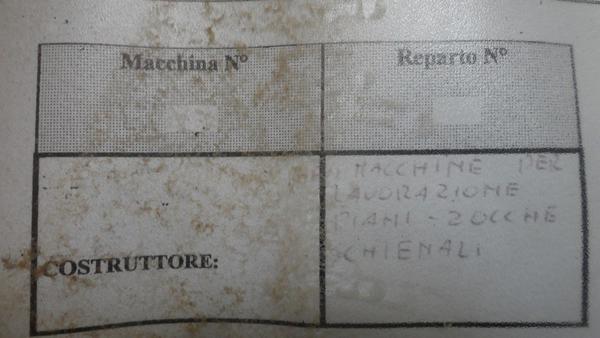 Macchina N° Reparto N°
MACCHINE PER
LAVORAZIONE
PIANI - ZOCCHE
SCHIENALI
COSTRUTTORE: